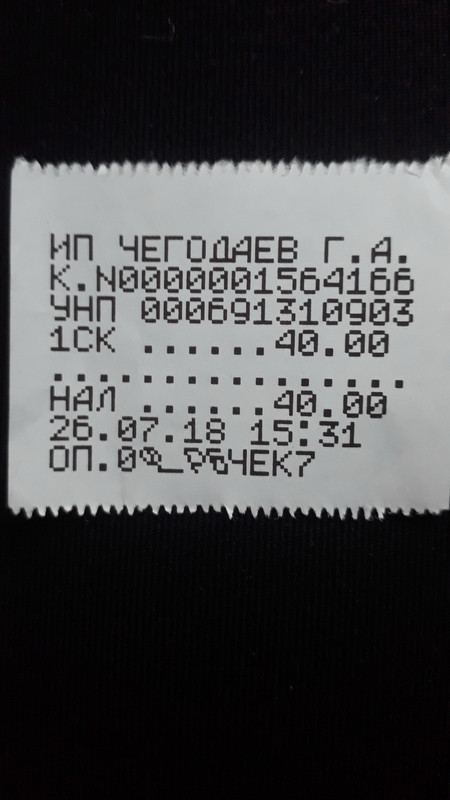 ИП ЧЕГОДАЕВ Г.А.
К.N0000001564166
УНП 000691310903
1СК ......40.00
................
НАЛ ......40.00
26.07.18 15:31
ОП.0 ЧЕК7